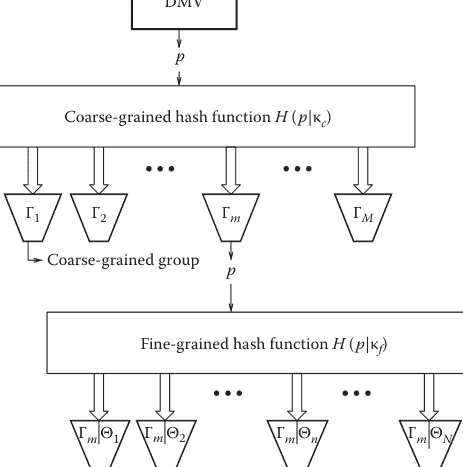 DMV
p
Coarse-grained hash function H (p|κc)
Γ1
Γ2
Γm
ΓM
Coarse-grained group
p
Fine-grained hash function H (p|κf)
Γm|Θ1
Γm|Θ2
Γm|Θn
Γm|ΘN